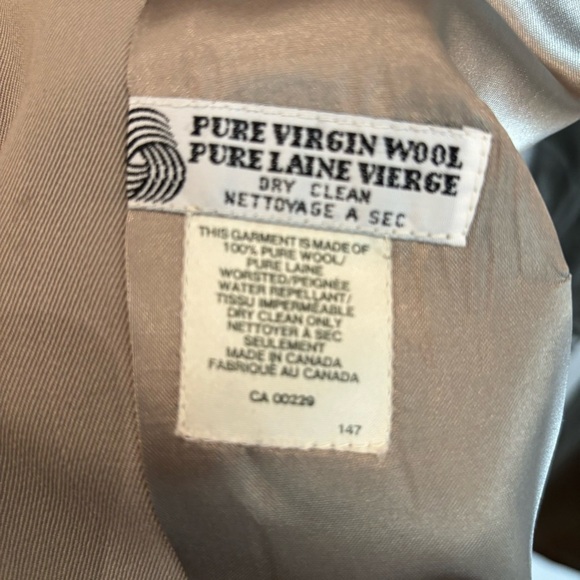 PURE VIRGIN WOOL
PURE LAINE VIERGE
DRY CLEAN
NETTOYAGE A SEC
THIS GARMENT IS MADE OF
100% PURE WOOL/
PURE LAINE
WORSTED/PEIGNÉE
WATER REPELLANT/
TISSU IMPERMÉABLE
DRY CLEAN ONLY
NETTOYER À SEC
SEULEMENT
MADE IN CANADA
FABRIQUÉ AU CANADA
CA 00229
147